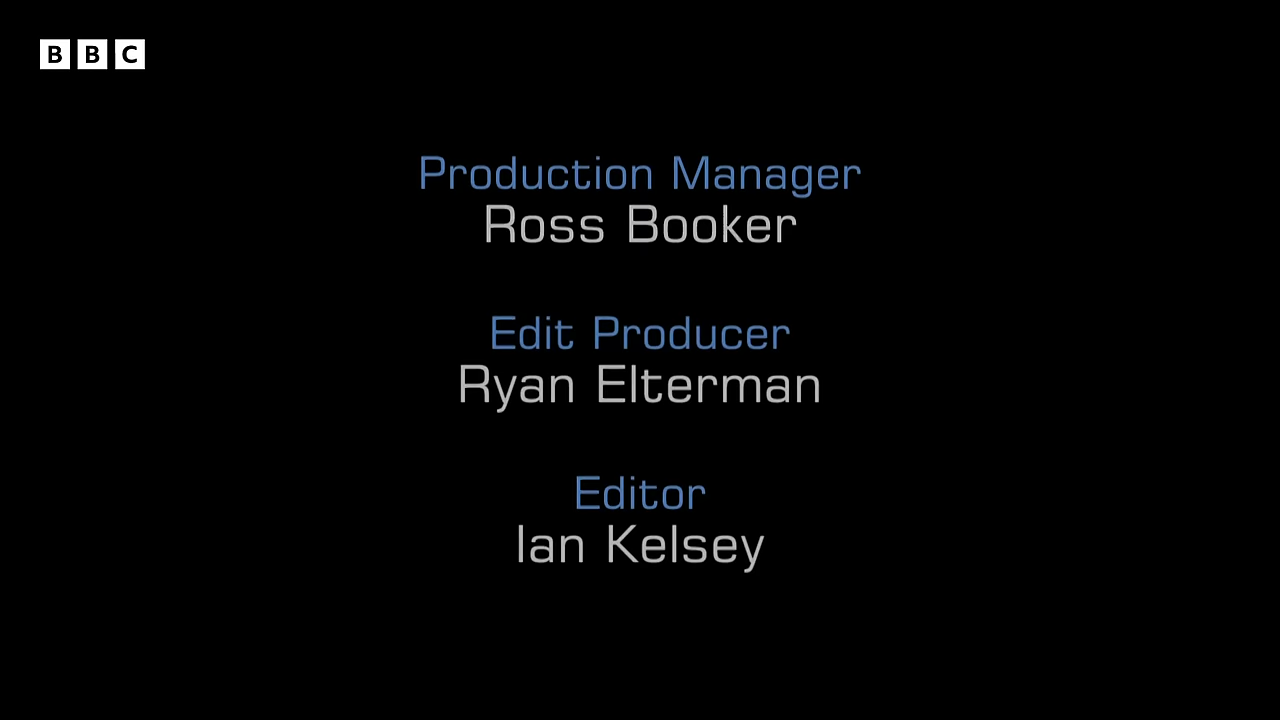 BBC
Production Manager
Ross Booker
Edit Producer
Ryan Elterman
Editor
Ian Kelsey